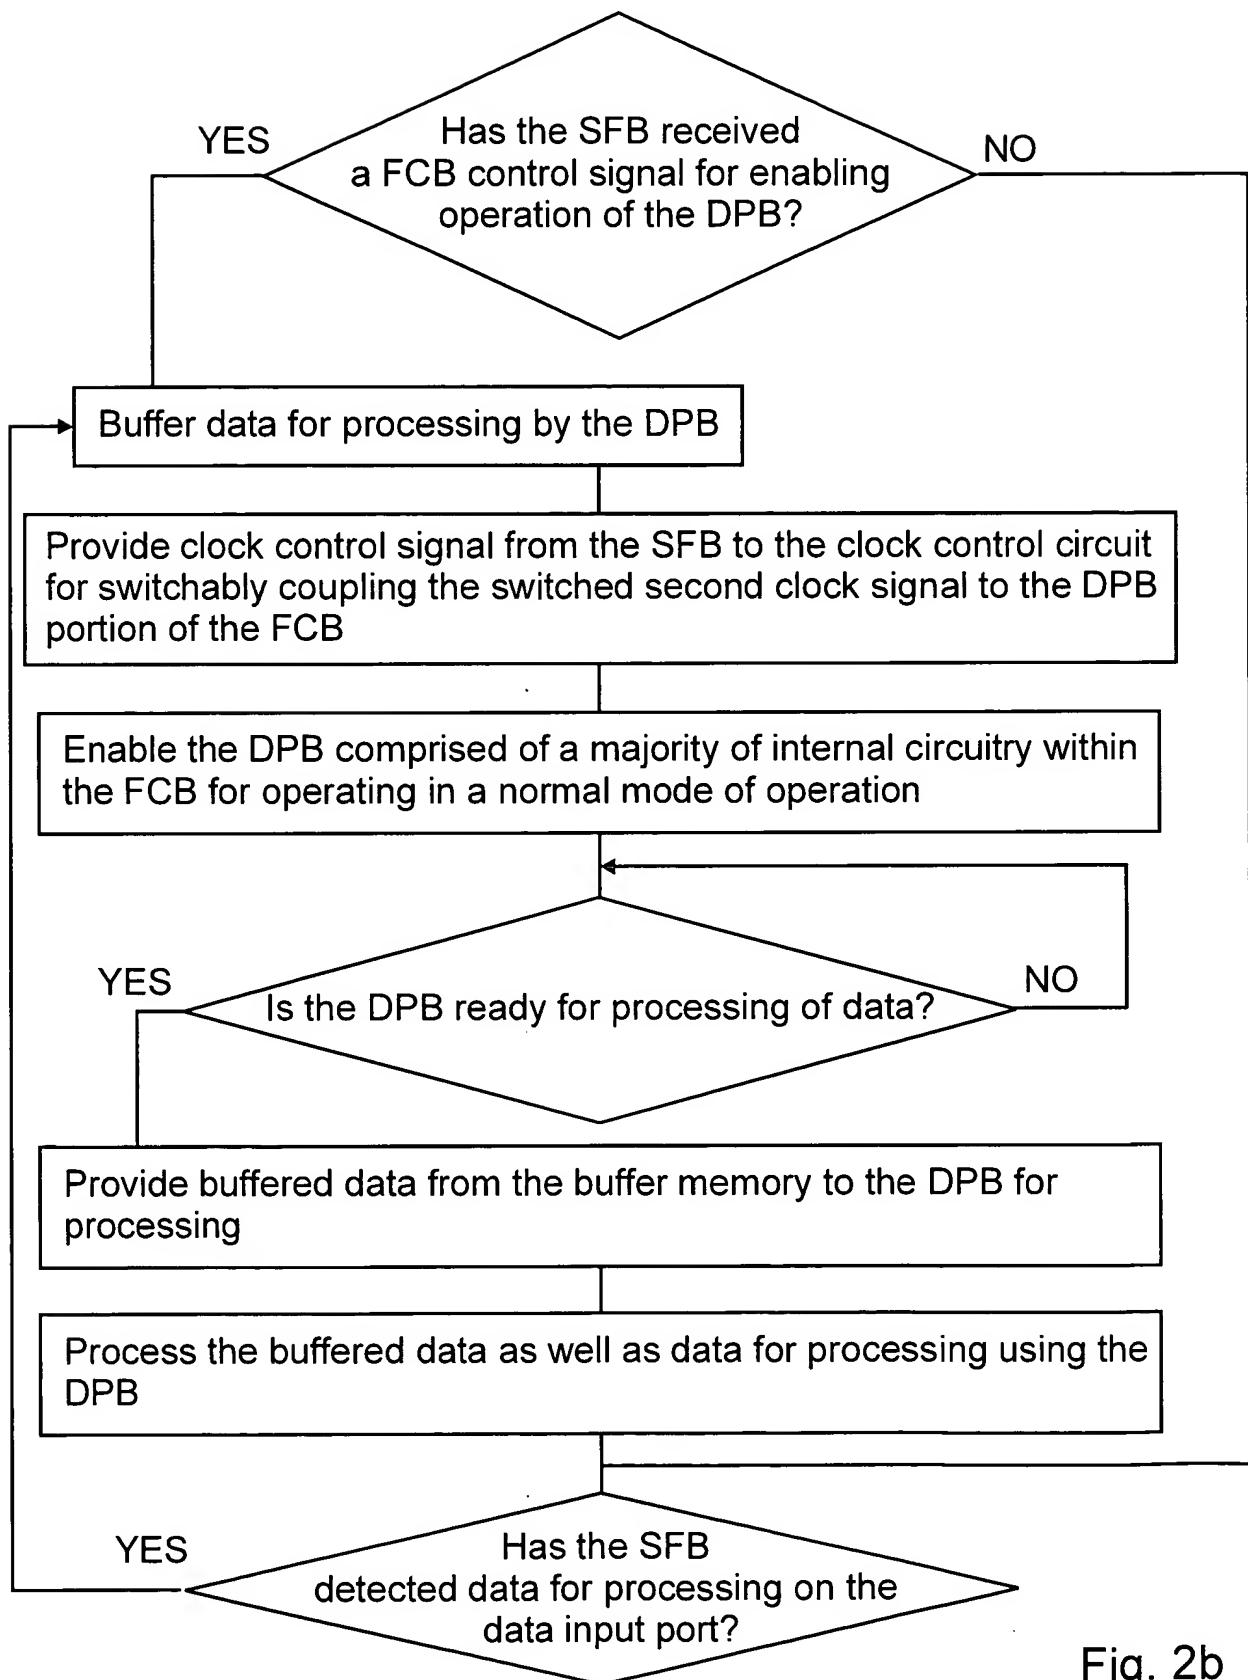 Has the SFB received
a FCB control signal for enabling
operation of the DPB?
YES
NO
Buffer data for processing by the DPB
Provide clock control signal from the SFB to the clock control circuit
for switchably coupling the switched second clock signal to the DPB
portion of the FCB
Enable the DPB comprised of a majority of internal circuitry within
the FCB for operating in a normal mode of operation
YES
Is the DPB ready for processing of data?
NO
Provide buffered data from the buffer memory to the DPB for
processing
Process the buffered data as well as data for processing using the
DPB
YES
Has the SFB
detected data for processing on the
data input port?
Fig. 2b